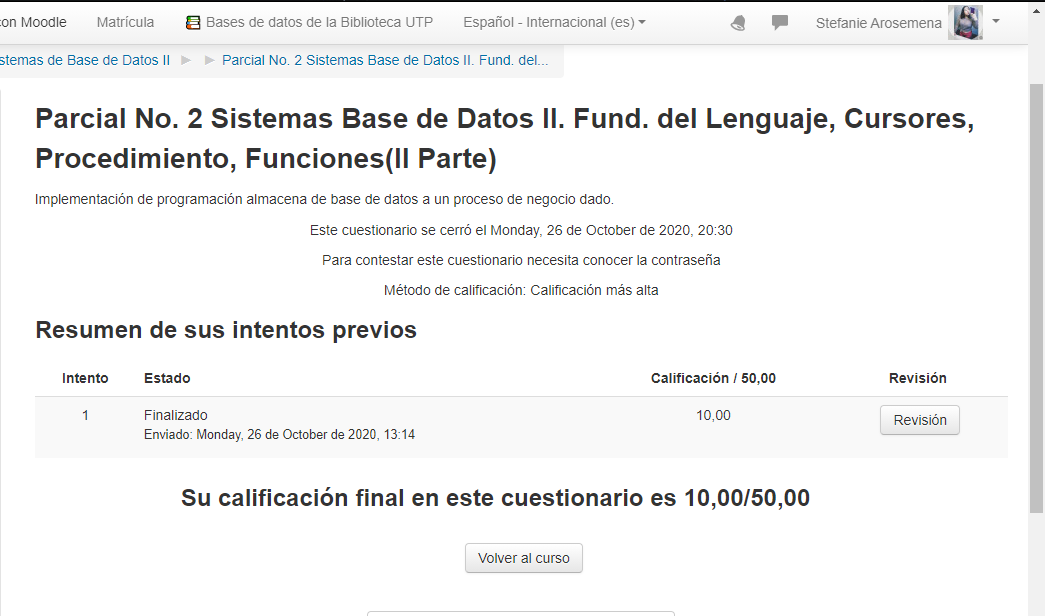 con Moodle Matrícula Bases de datos de la Biblioteca UTP Español - Internacional (es) Stefanie Arosemena
stemas de Base de Datos II Parcial No. 2 Sistemas Base de Datos II. Fund. del...
Parcial No. 2 Sistemas Base de Datos II. Fund. del Lenguaje, Cursores,
Procedimiento, Funciones(II Parte)
Implementación de programación almacena de base de datos a un proceso de negocio dado.
Este cuestionario se cerró el Monday, 26 de October de 2020, 20:30
Para contestar este cuestionario necesita conocer la contraseña
Método de calificación: Calificación más alta
Resumen de sus intentos previos
Intento Estado Calificación / 50,00 Revisión
1 Finalizado 10,00 Revisión
Enviado: Monday, 26 de October de 2020, 13:14
Su calificación final en este cuestionario es 10,00/50,00
Volver al curso